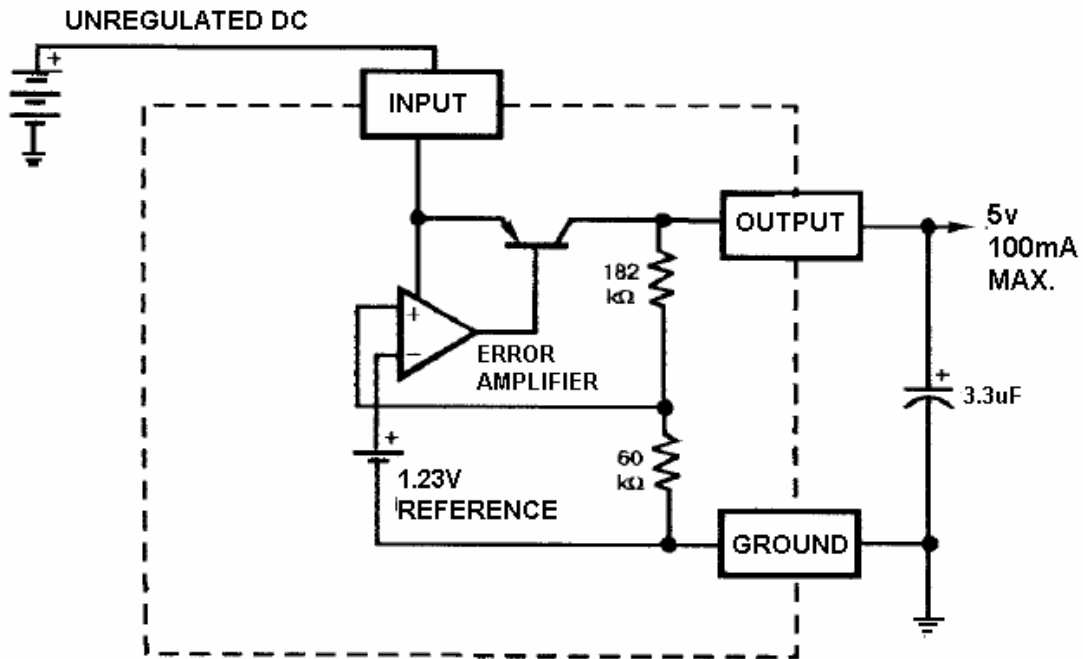 UNREGULATED DC
+
INPUT
OUTPUT
5v
100mA
MAX.
182
kΩ
+
−
ERROR
AMPLIFIER
+
3.3uF
+
1.23V
REFERENCE
60
kΩ
GROUND